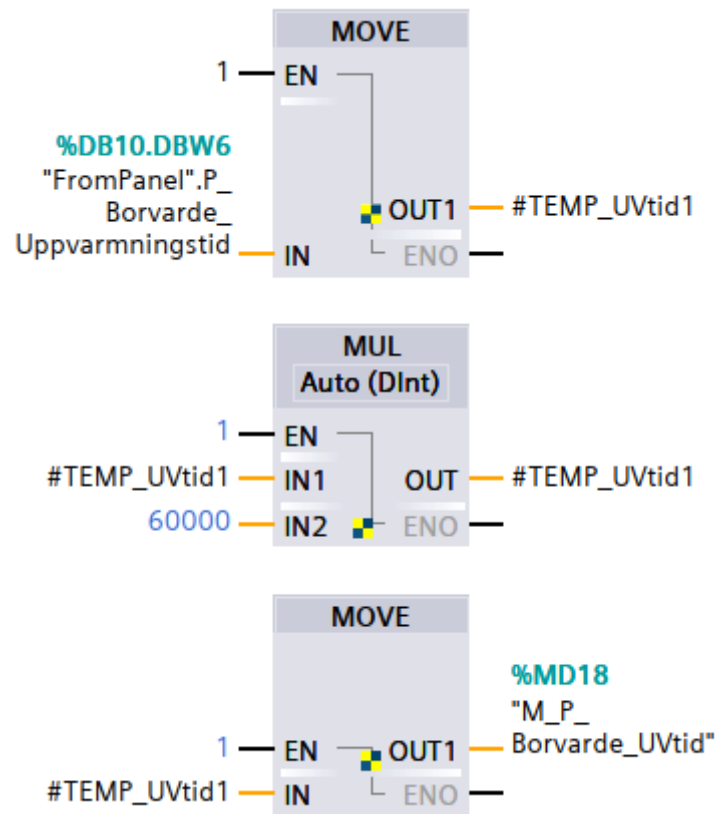 MOVE
1 EN
%DB10.DBW6
"FromPanel".P_
Borvarde_
Uppvarmningstid
OUT1 #TEMP_UVtid1
IN ENO
MUL
Auto (DInt)
1 EN
#TEMP_UVtid1 IN1 OUT #TEMP_UVtid1
60000 IN2 ENO
MOVE
%MD18
"M_P_
Borvarde_UVtid"
1 EN OUT1
#TEMP_UVtid1 IN ENO